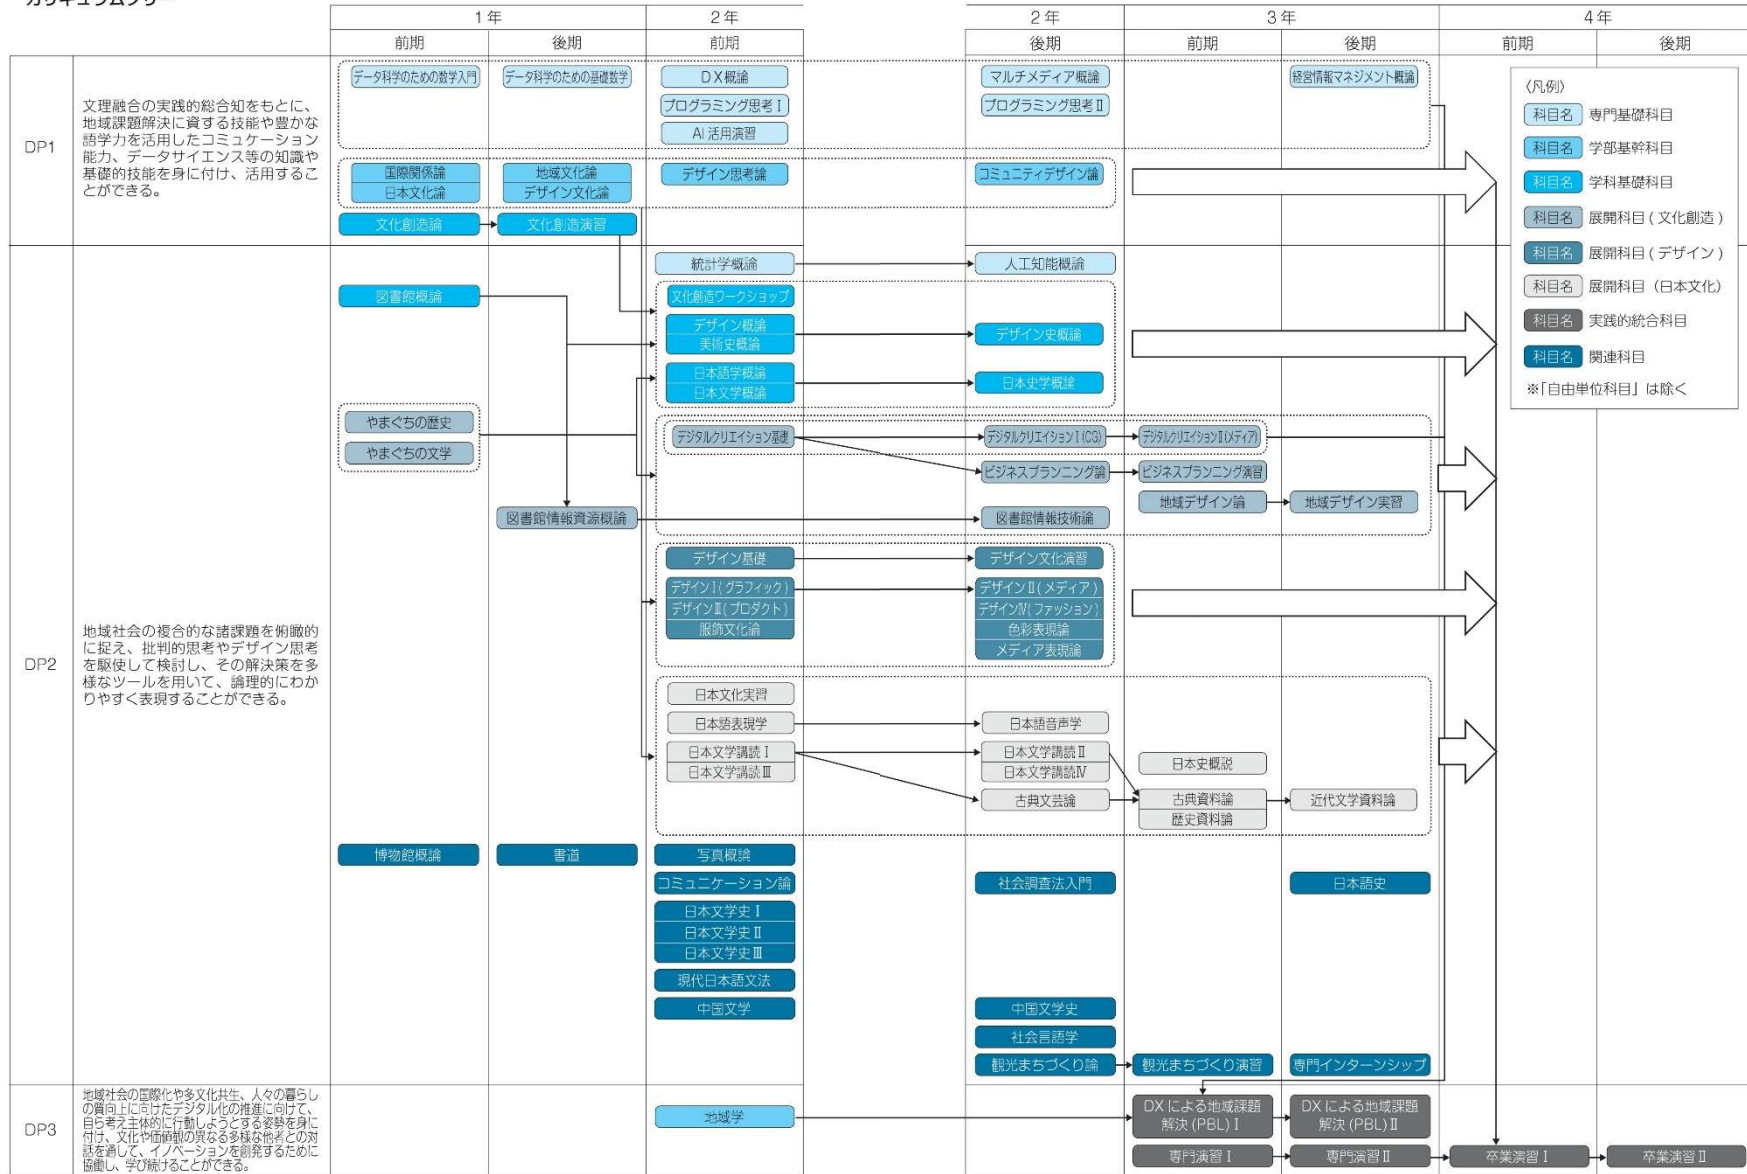 カリキュラムツリー
1年
2年
2年
3年
4年
前期
後期
前期
後期
前期
後期
前期
後期
DP1
文理融合の実践的総合知をもとに、
地域課題解決に資する技能や豊かな
語学力を活用したコミュケーション
能力、データサイエンス等の知識や
基礎的技能を身に付け、活用するこ
とができる。
データ科学のための数学入門
データ科学のための基礎数学
DX概論
プログラミング思考Ⅰ
AI活用演習
マルチメディア概論
プログラミング思考Ⅱ
経営情報マネジメント概論
国際関係論
日本文化論
地域文化論
デザイン文化論
デザイン思考論
コミュニティデザイン論
文化創造論
文化創造演習
〈凡例〉
科目名 専門基礎科目
科目名 学部基幹科目
科目名 学科基礎科目
科目名 展開科目(文化創造)
科目名 展開科目(デザイン)
科目名 展開科目(日本文化)
科目名 実践的統合科目
科目名 関連科目
※「自由単位科目」は除く
DP2
地域社会の複合的な諸課題を俯瞰的
に捉え、批判的思考やデザイン思考
を駆使して検討し、その解決策を多
様なツールを用いて、論理的にわか
りやすく表現することができる。
統計学概論
人工知能概論
図書館概論
文化創造ワークショップ
デザイン概論
美術史概論
デザイン史概論
日本語学概論
日本文学概論
日本史学概論
やまぐちの歴史
やまぐちの文学
デジタルクリエイション基礎
デジタルクリエイションⅠ(CG)
デジタルクリエイションⅡ(メディア)
ビジネスプランニング論
ビジネスプランニング演習
地域デザイン論
地域デザイン実習
図書館情報資源概論
図書館情報技術論
デザイン基礎
デザイン文化演習
デザインⅠ(グラフィック)
デザインⅢ(プロダクト)
服飾文化論
デザインⅡ(メディア)
デザインⅣ(ファッション)
色彩表現論
メディア表現論
日本文化実習
日本語表現学
日本語音声学
日本文学講読Ⅰ
日本文学講読Ⅲ
日本文学講読Ⅱ
日本文学講読Ⅳ
日本史概説
古典文芸論
古典資料論
歴史資料論
近代文学資料論
博物館概論
書道
写真概論
コミュニケーション論
社会調査法入門
日本語史
日本文学史Ⅰ
日本文学史Ⅱ
日本文学史Ⅲ
現代日本語文法
中国文学
中国文学史
社会言語学
観光まちづくり論
観光まちづくり演習
専門インターンシップ
DP3
地域社会の国際化や多文化共生、人々の暮らし
の質向上に向けたデジタル化の推進に向けて、
自ら考え主体的に行動しようとする姿勢を身に
付け、文化や価値観の異なる多様な他者との対
話を通して、イノベーションを創発するために
協働し、学び続けることができる。
地域学
DXによる地域課題
解決(PBL)Ⅰ
DXによる地域課題
解決(PBL)Ⅱ
専門演習Ⅰ
専門演習Ⅱ
卒業演習Ⅰ
卒業演習Ⅱ